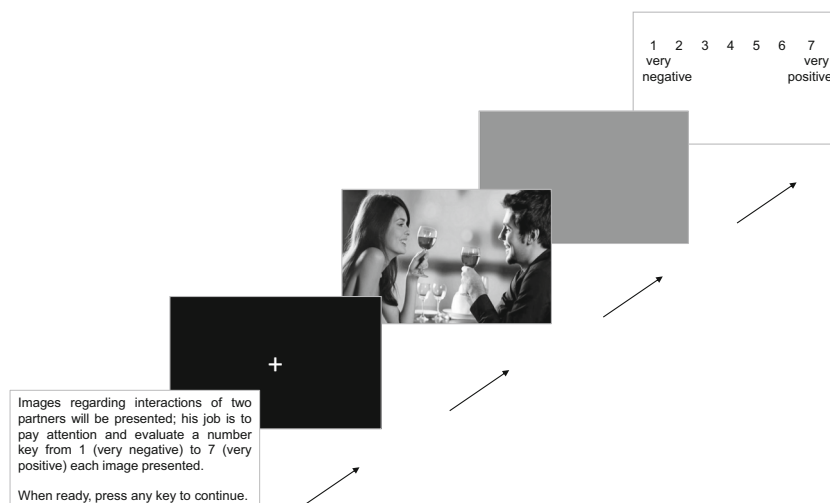 1 2 3 4 5 6 7
very very
negative positive
+
Images regarding interactions of two
partners will be presented; his job is to
pay attention and evaluate a number
key from 1 (very negative) to 7 (very
positive) each image presented.
When ready, press any key to continue.